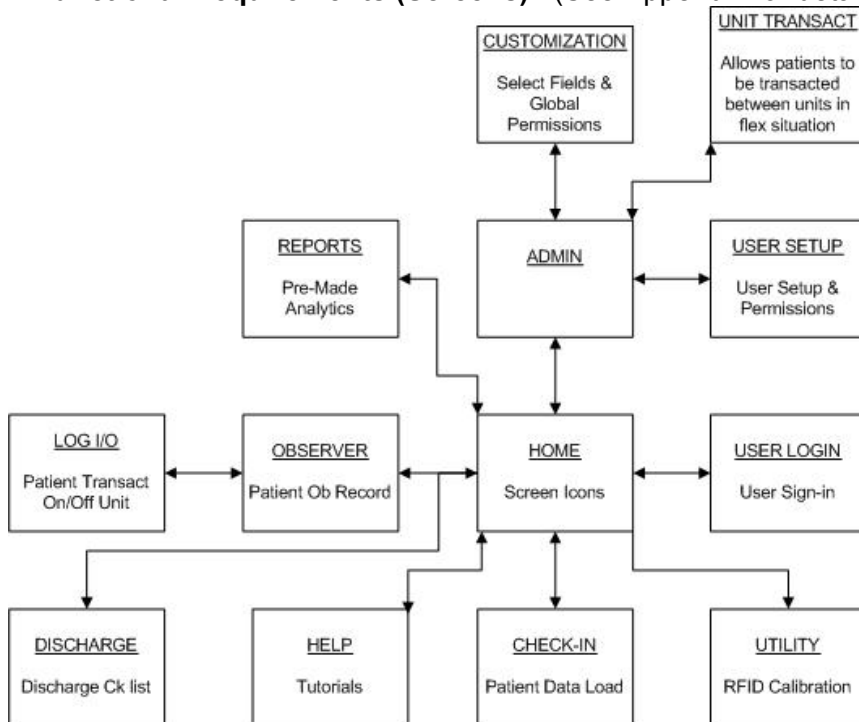 Requirements (Screens)
UNIT TRANSACT
Allows patients to
be transacted
between units in
flex situation
CUSTOMIZATION
Select Fields &
Global
Permissions
REPORTS
Pre-Made
Analytics
ADMIN
USER SETUP
User Setup &
Permissions
LOG I/O
Patient Transact
On/Off Unit
OBSERVER
Patient Ob Record
HOME
Screen Icons
USER LOGIN
User Sign-in
DISCHARGE
Discharge Ck list
HELP
Tutorials
CHECK-IN
Patient Data Load
UTILITY
RFID Calibration